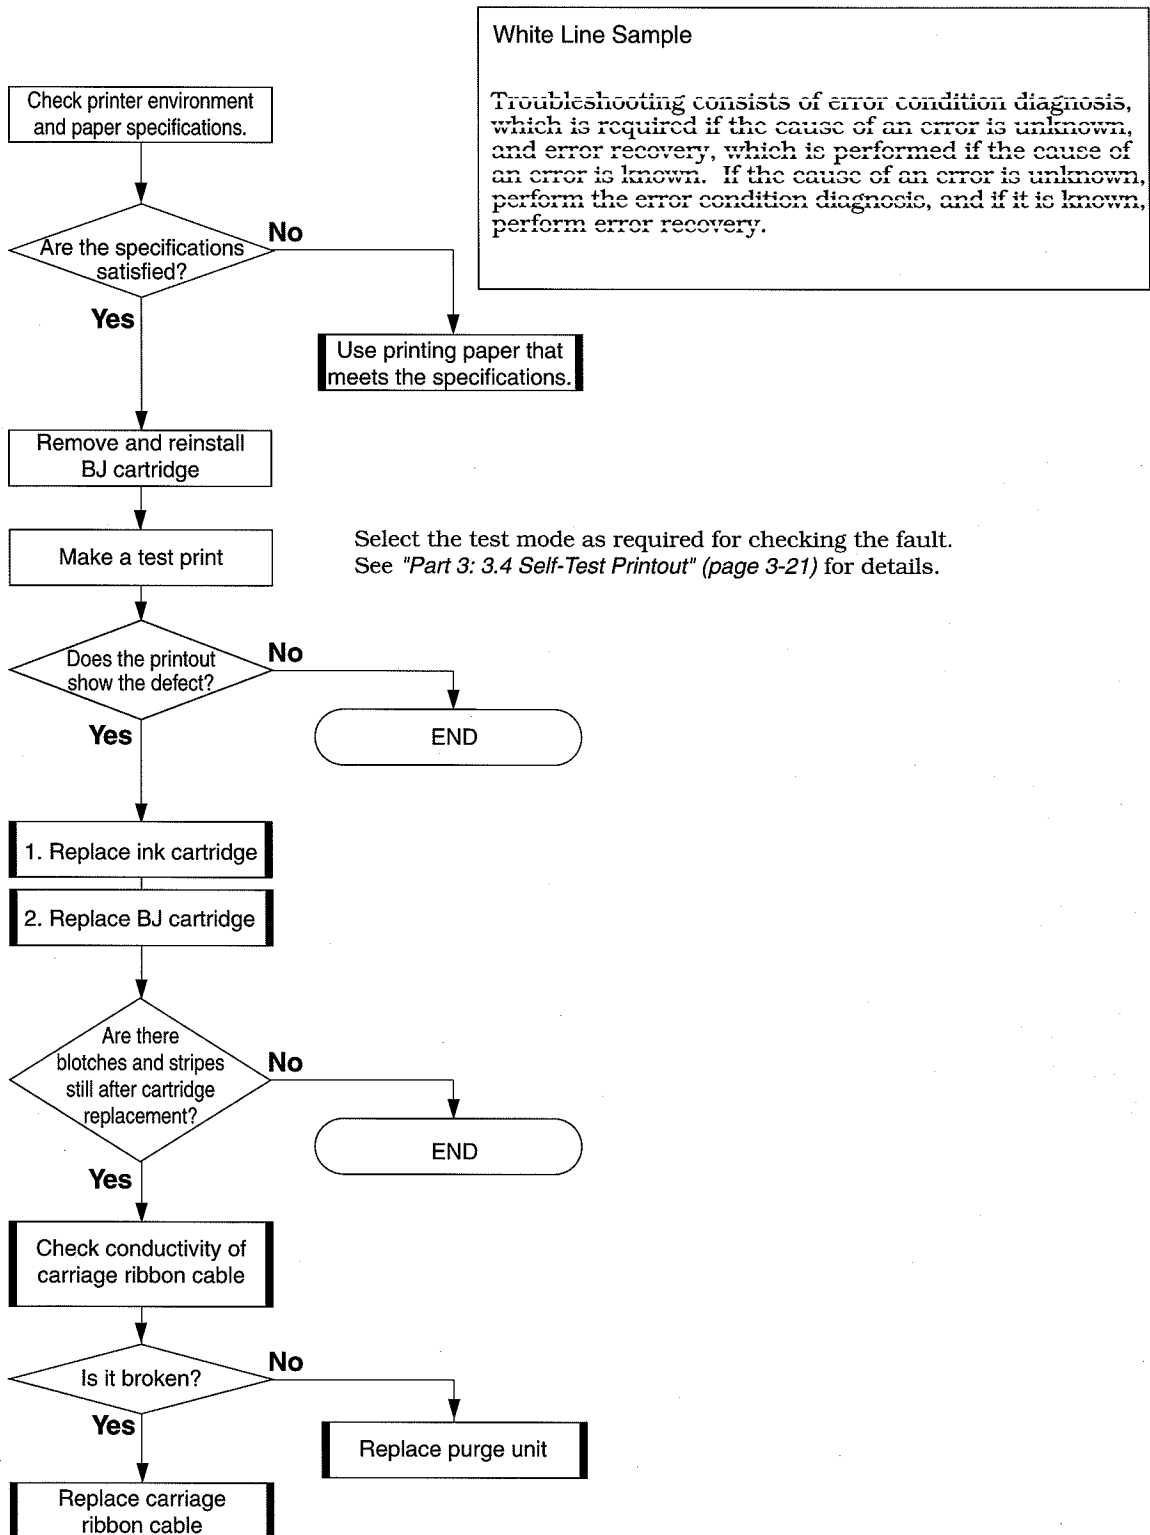 White Line Sample
Troubleshooting consists of error condition diagnosis,
which is required if the cause of an error is unknown,
and error recovery, which is performed if the cause of
an error is known. If the cause of an error is unknown,
perform the error condition diagnosis, and if it is known,
perform error recovery.
Check printer environment
and paper specifications.
Are the specifications
satisfied?
No
Yes
Use printing paper that
meets the specifications.
Remove and reinstall
BJ cartridge
Make a test print
Select the test mode as required for checking the fault.
See "Part 3: 3.4 Self-Test Printout" (page 3-21) for details.
Does the printout
show the defect?
No
Yes
END
1. Replace ink cartridge
2. Replace BJ cartridge
Are there
blotches and stripes
still after cartridge
replacement?
No
Yes
END
Check conductivity of
carriage ribbon cable
Is it broken?
No
Yes
Replace purge unit
Replace carriage
ribbon cable